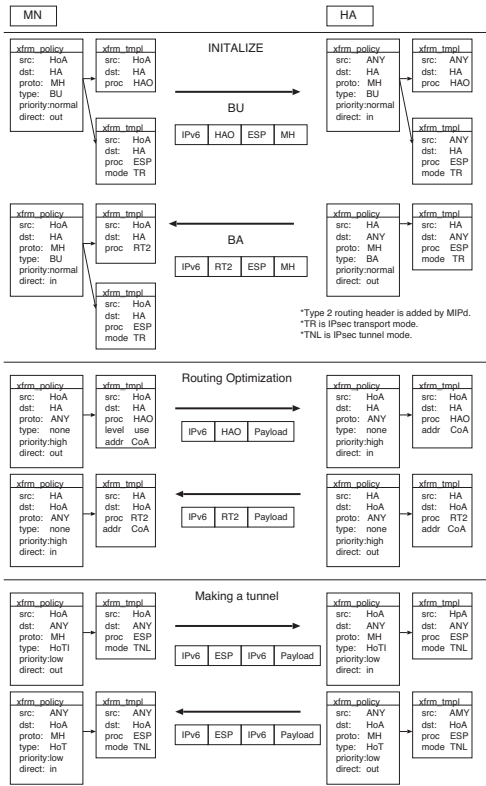 MN
HA
INITALIZE
xfrm_policy
src: HoA
dst: HA
proto: MH
type: BU
priority:normal
direct: out
xfrm_tmpl
src: HoA
dst: HA
proc HAO
xfrm_tmpl
src: HoA
dst: HA
proc ESP
mode TR
BU
IPv6 HAO ESP MH
xfrm_policy
src: ANY
dst: HA
proto: MH
type: BU
priority:normal
direct: in
xfrm_tmpl
src: ANY
dst: HA
proc HAO
xfrm_tmpl
src: ANY
dst: HA
proc ESP
mode TR
xfrm_policy
src: HoA
dst: HA
proto: MH
type: BU
priority:normal
direct: in
xfrm_tmpl
src: HoA
dst: HA
proc RT2
xfrm_tmpl
src: HoA
dst: HA
proc ESP
mode TR
BA
IPv6 RT2 ESP MH
xfrm_policy
src: HA
dst: ANY
proto: MH
type: BA
priority:normal
direct: out
xfrm_tmpl
src: HA
dst: ANY
proc ESP
mode TR
*Type 2 routing header is added by MIPd.
*TR is IPsec transport mode.
*TNL is IPsec tunnel mode.
Routing Optimization
xfrm_policy
src: HoA
dst: HA
proto: ANY
type: none
priority:high
direct: out
xfrm_tmpl
src: HoA
dst: HA
proc HAO
level use
addr CoA
IPv6 HAO Payload
xfrm_policy
src: HoA
dst: HA
proto: ANY
type: none
priority:high
direct: in
xfrm_tmpl
src: HoA
dst: HA
proc HAO
addr CoA
xfrm_policy
src: HA
dst: HoA
proto: ANY
type: none
priority:high
direct: in
xfrm_tmpl
src: HA
dst: HoA
proc RT2
addr CoA
IPv6 RT2 Payload
xfrm_policy
src: HA
dst: HoA
proto: ANY
type: none
priority:high
direct: out
xfrm_tmpl
src: HA
dst: HoA
proc RT2
addr CoA
Making a tunnel
xfrm_policy
src: HoA
dst: ANY
proto: MH
type: HoTI
priority:low
direct: out
xfrm_tmpl
src: HoA
dst: ANY
proc ESP
mode TNL
IPv6 ESP IPv6 Payload
xfrm_policy
src: HoA
dst: ANY
proto: MH
type: HoTI
priority:low
direct: in
xfrm_tmpl
src: HpA
dst: ANY
proc ESP
mode TNL
xfrm_policy
src: ANY
dst: HoA
proto: MH
type: HoT
priority:low
direct: in
xfrm_tmpl
src: ANY
dst: HoA
proc ESP
mode TNL
IPv6 ESP IPv6 Payload
xfrm_policy
src: ANY
dst: HoA
proto: MH
type: HoT
priority:low
direct: out
xfrm_tmpl
src: AMY
dst: HoA
proc ESP
mode TNL